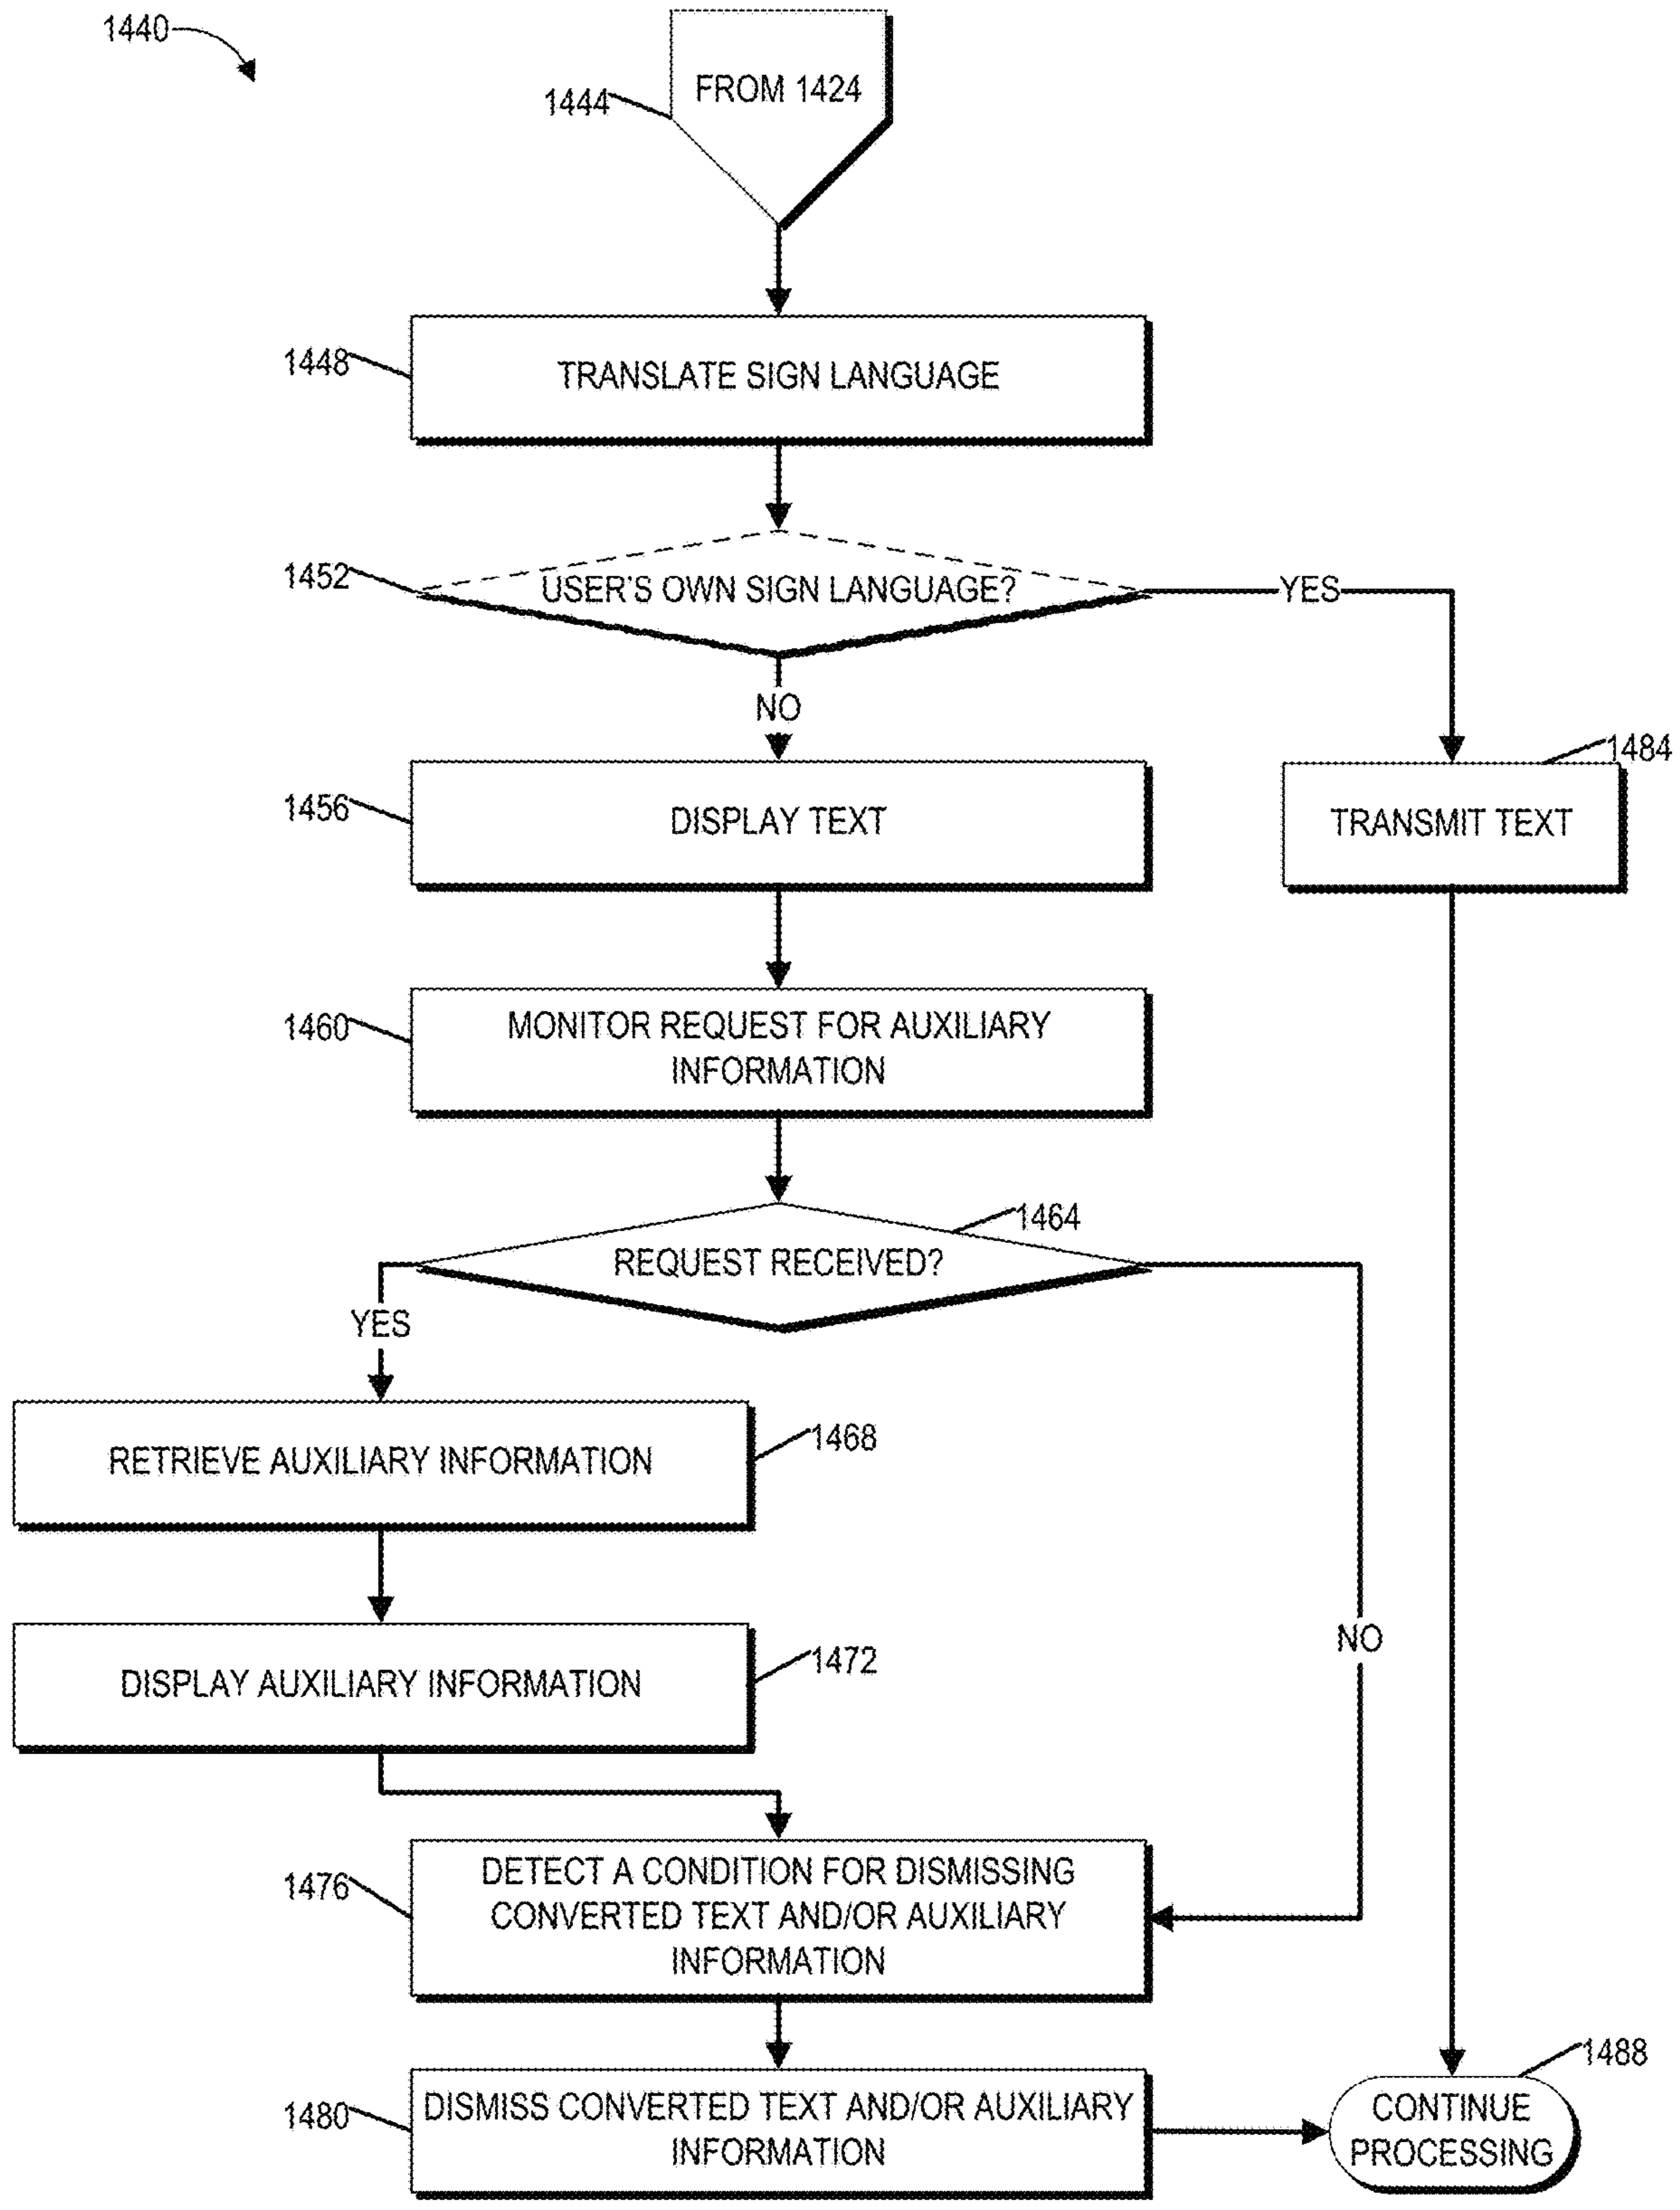 1440
FROM 1424
1444
1448
TRANSLATE SIGN LANGUAGE
1452
USER'S OWN SIGN LANGUAGE?
YES
NO
1484
1456
DISPLAY TEXT
TRANSMIT TEXT
1460
MONITOR REQUEST FOR AUXILIARY
INFORMATION
1464
REQUEST RECEIVED?
YES
1468
RETRIEVE AUXILIARY INFORMATION
NO
1472
DISPLAY AUXILIARY INFORMATION
1476
DETECT A CONDITION FOR DISMISSING
CONVERTED TEXT AND/OR AUXILIARY
INFORMATION
1488
1480
DISMISS CONVERTED TEXT AND/OR AUXILIARY
INFORMATION
CONTINUE
PROCESSING